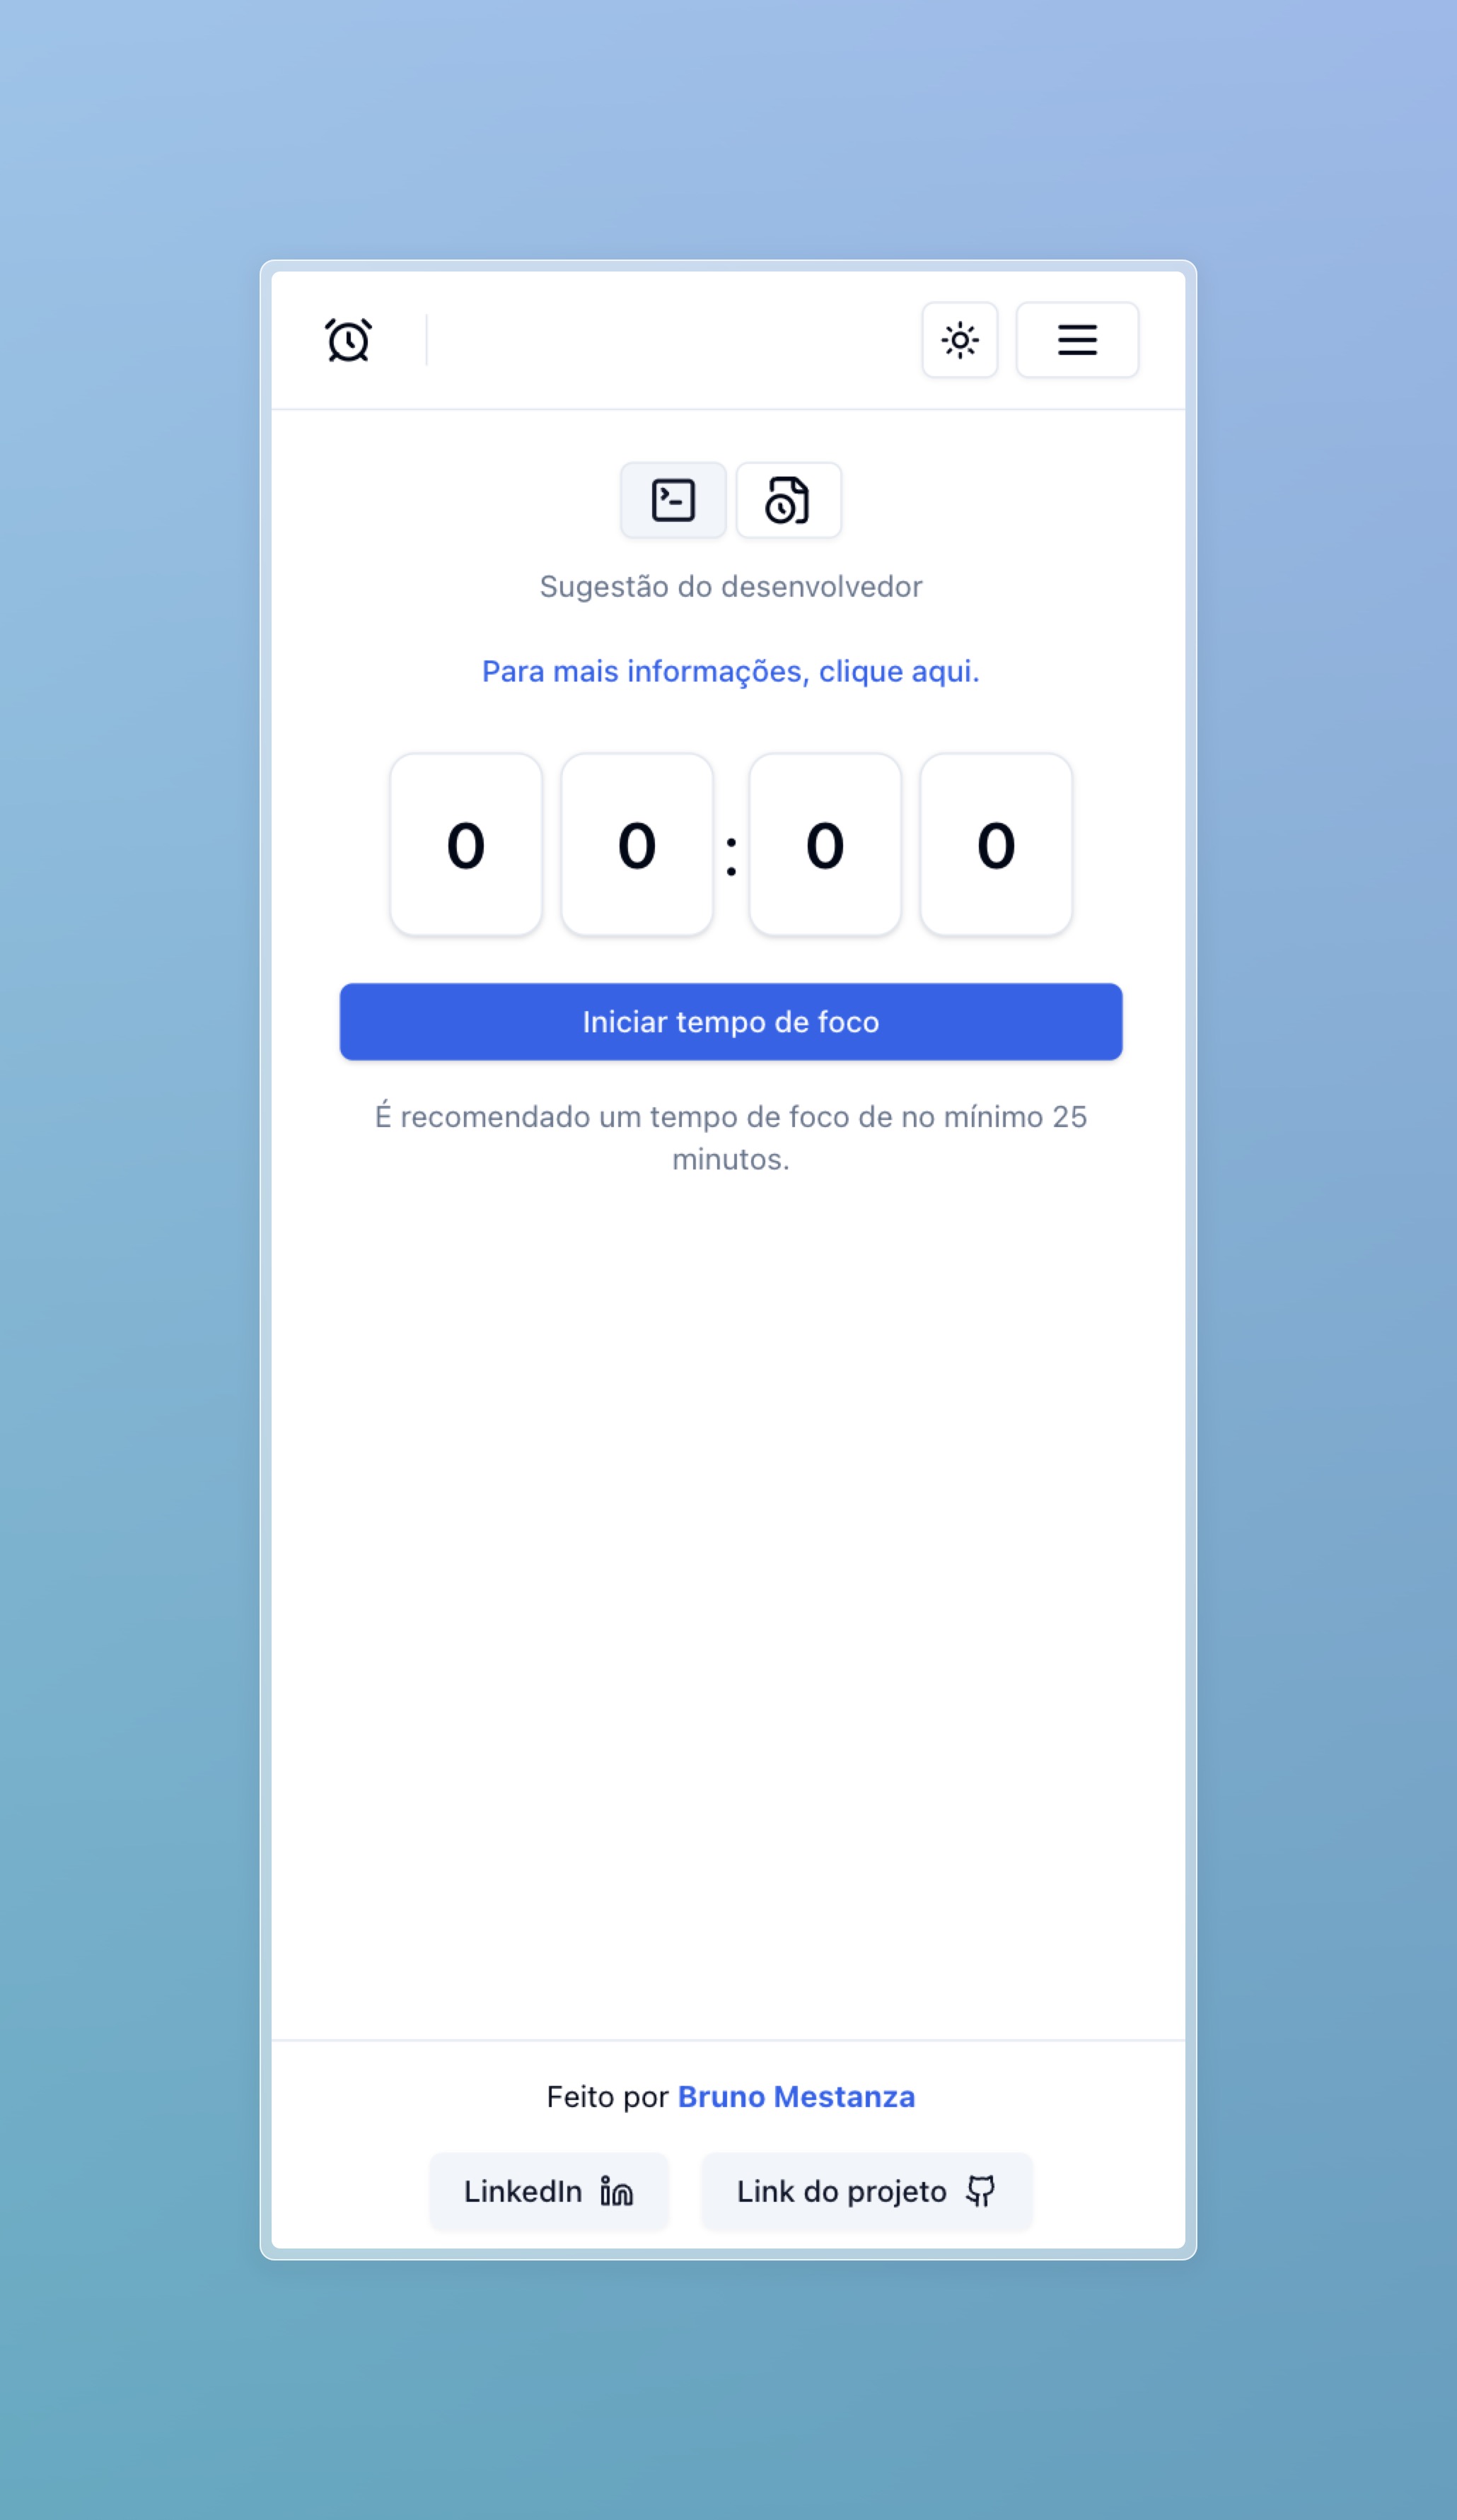 Sugestão do desenvolvedor
Para mais informações, clique aqui.
0 0 : 0 0
Iniciar tempo de foco
É recomendado um tempo de foco de no mínimo 25
minutos.
Feito por Bruno Mestanza
LinkedIn in Link do projeto